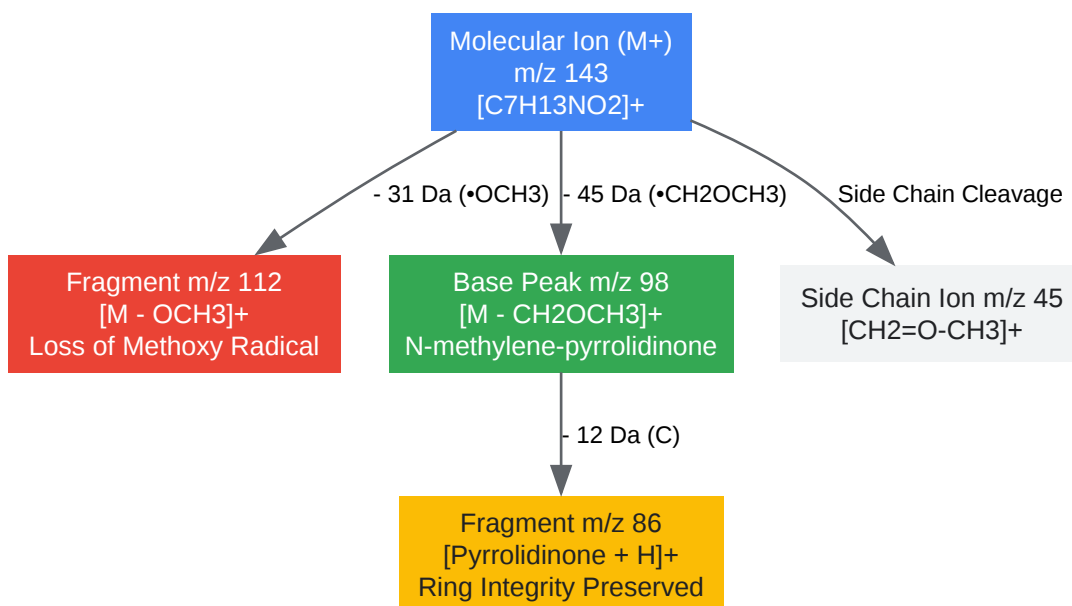 Molecular Ion (M+)
m/z 143
[C7H13NO2]+
- 31 Da (•OCH3)
- 45 Da (•CH2OCH3)
Side Chain Cleavage
Fragment m/z 112
[M - OCH3]+
Loss of Methoxy Radical
Base Peak m/z 98
[M - CH2OCH3]+
N-methylene-pyrrolidinone
Side Chain Ion m/z 45
[CH2=O-CH3]+
- 12 Da (C)
Fragment m/z 86
[Pyrrolidinone + H]+
Ring Integrity Preserved